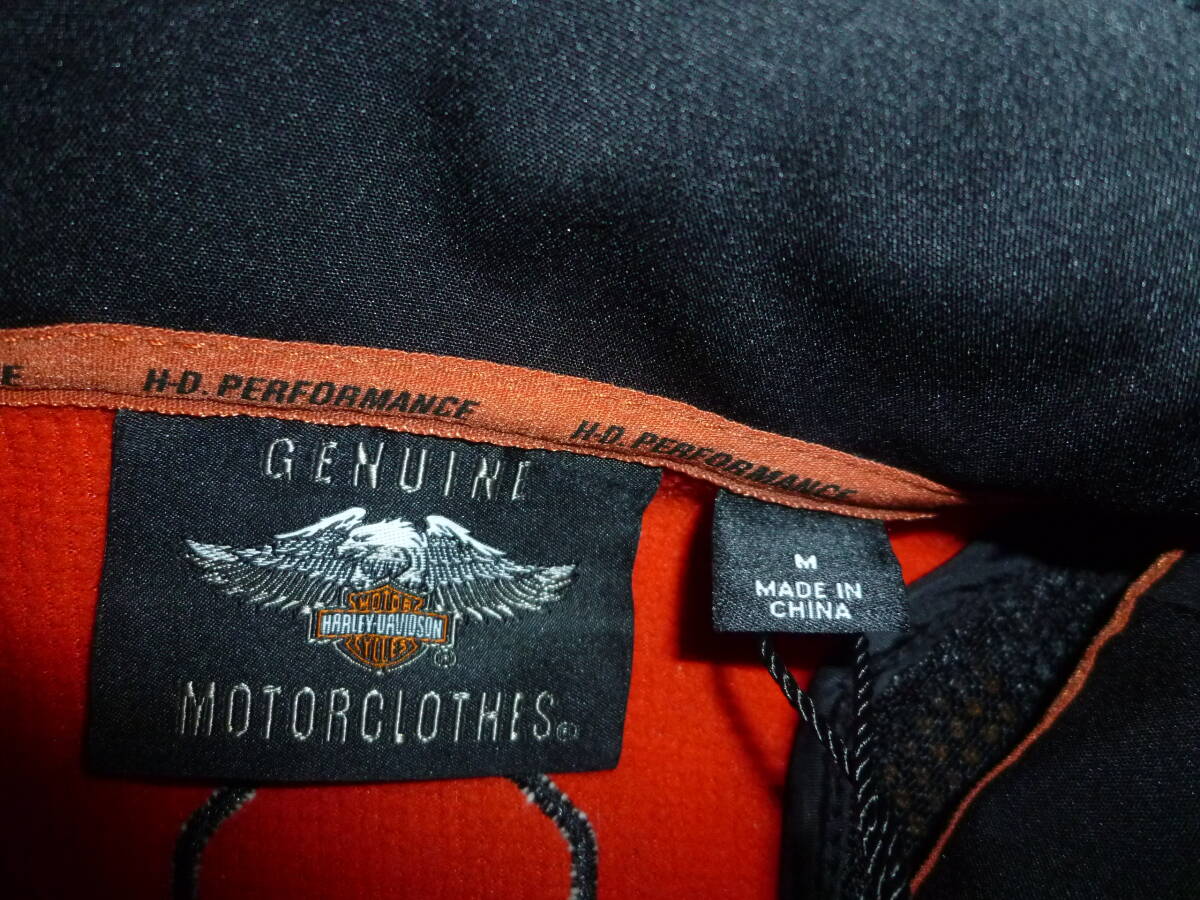 E
H-D. PERFORMANCE
H-D. PERFORMANCE
GENUINE
MOTOR
HARLEY-DAVIDSON
CYCLES
®
MOTORCLOTHES®
M
MADE IN
CHINA